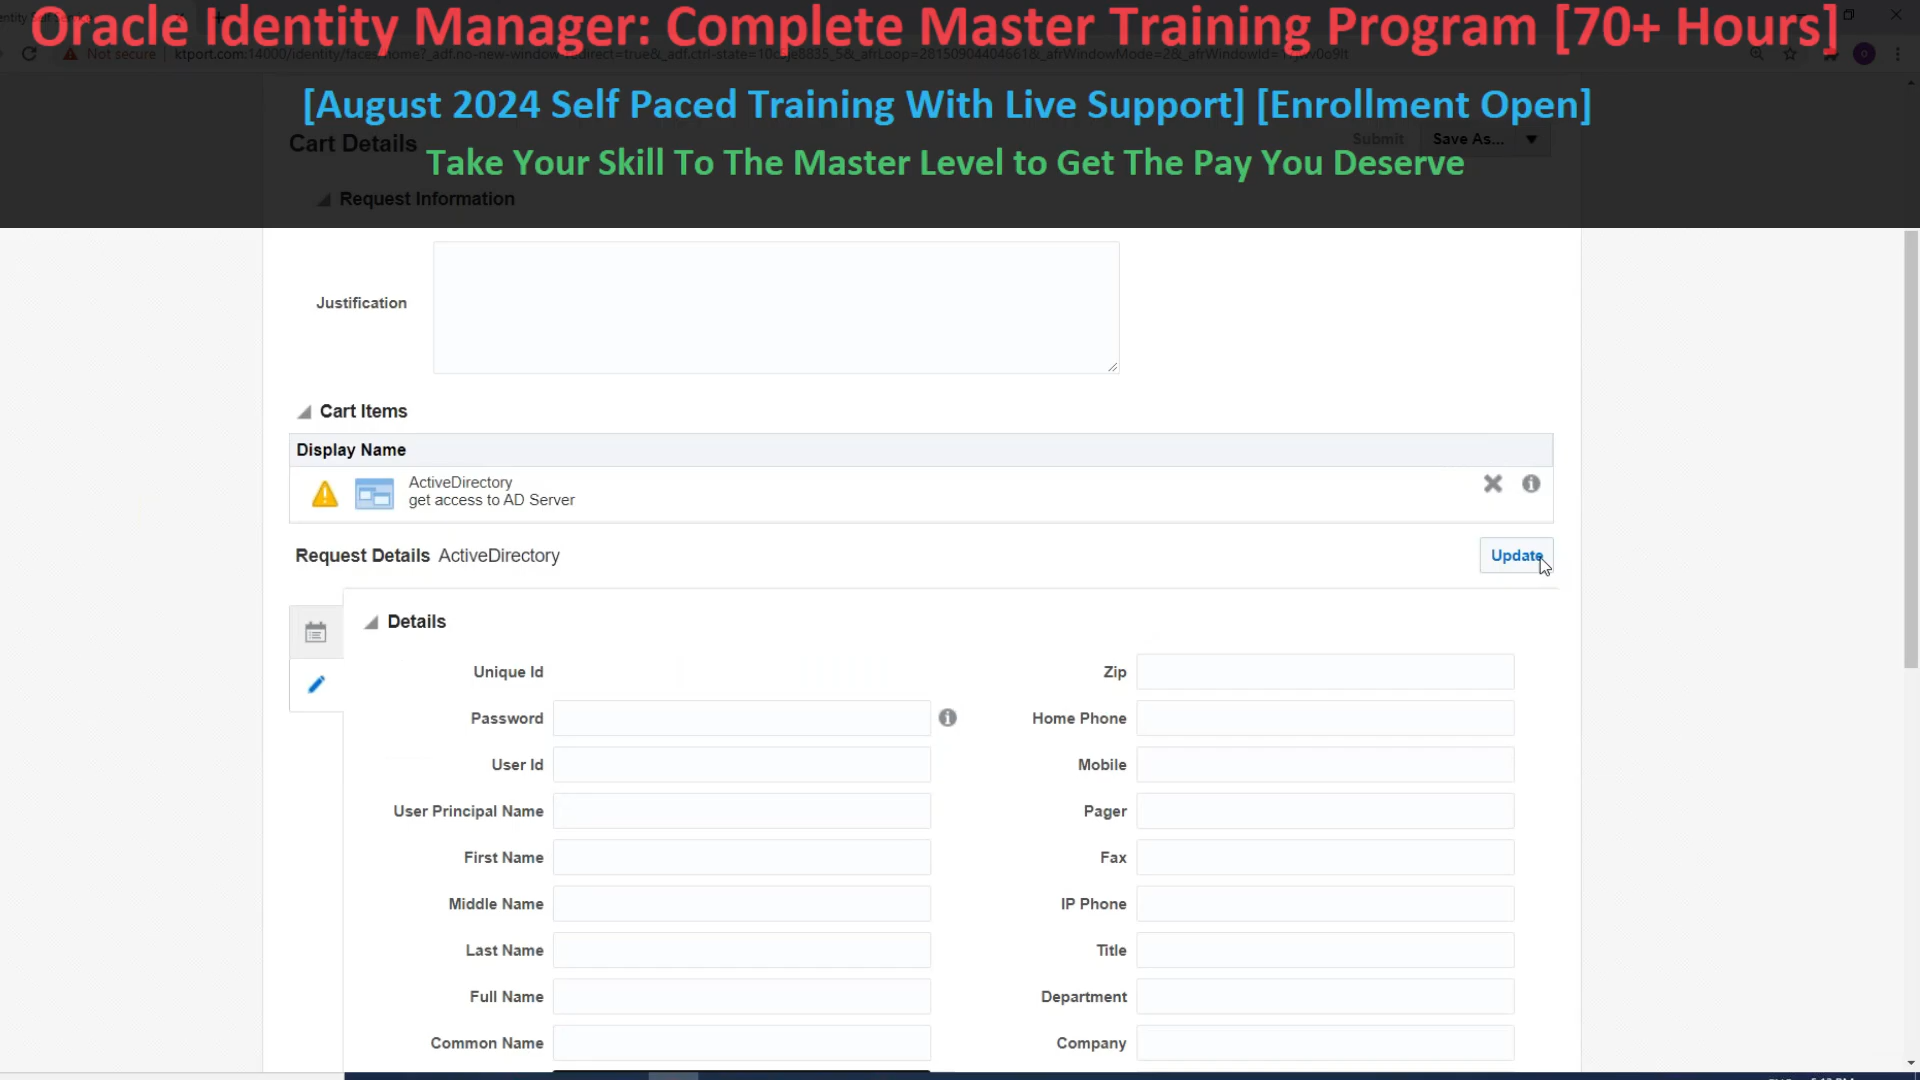 Oracle Identity Manager: Complete Master Training Program [70+ Hours]
Not secure
[August 2024 Self Paced Training With Live Support] [Enrollment Open]
Cart Details
Submit
Save As...
Take Your Skill To The Master Level to Get The Pay You Deserve
Request Information
Justification
Cart Items
Display Name
ActiveDirectory
get access to AD Server
Request Details ActiveDirectory
Update
Details
Unique Id
Zip
Password
Home Phone
User Id
Mobile
User Principal Name
Pager
First Name
Fax
Middle Name
IP Phone
Last Name
Title
Full Name
Department
Common Name
Company